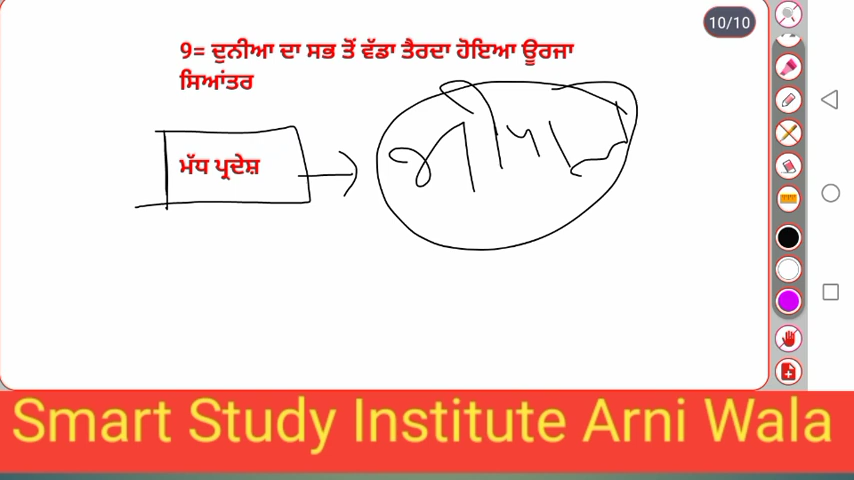 10/10
9= ਦੁਨੀਆ ਦਾ ਸਭ ਤੋਂ ਵੱਡਾ ਤੈਰਦਾ ਹੋਇਆ ਊਰਜਾ
ਸਿਆਂਤਰ
ਮੱਧ ਪ੍ਰਦੇਸ਼
Smart Study Institute Arni Wala